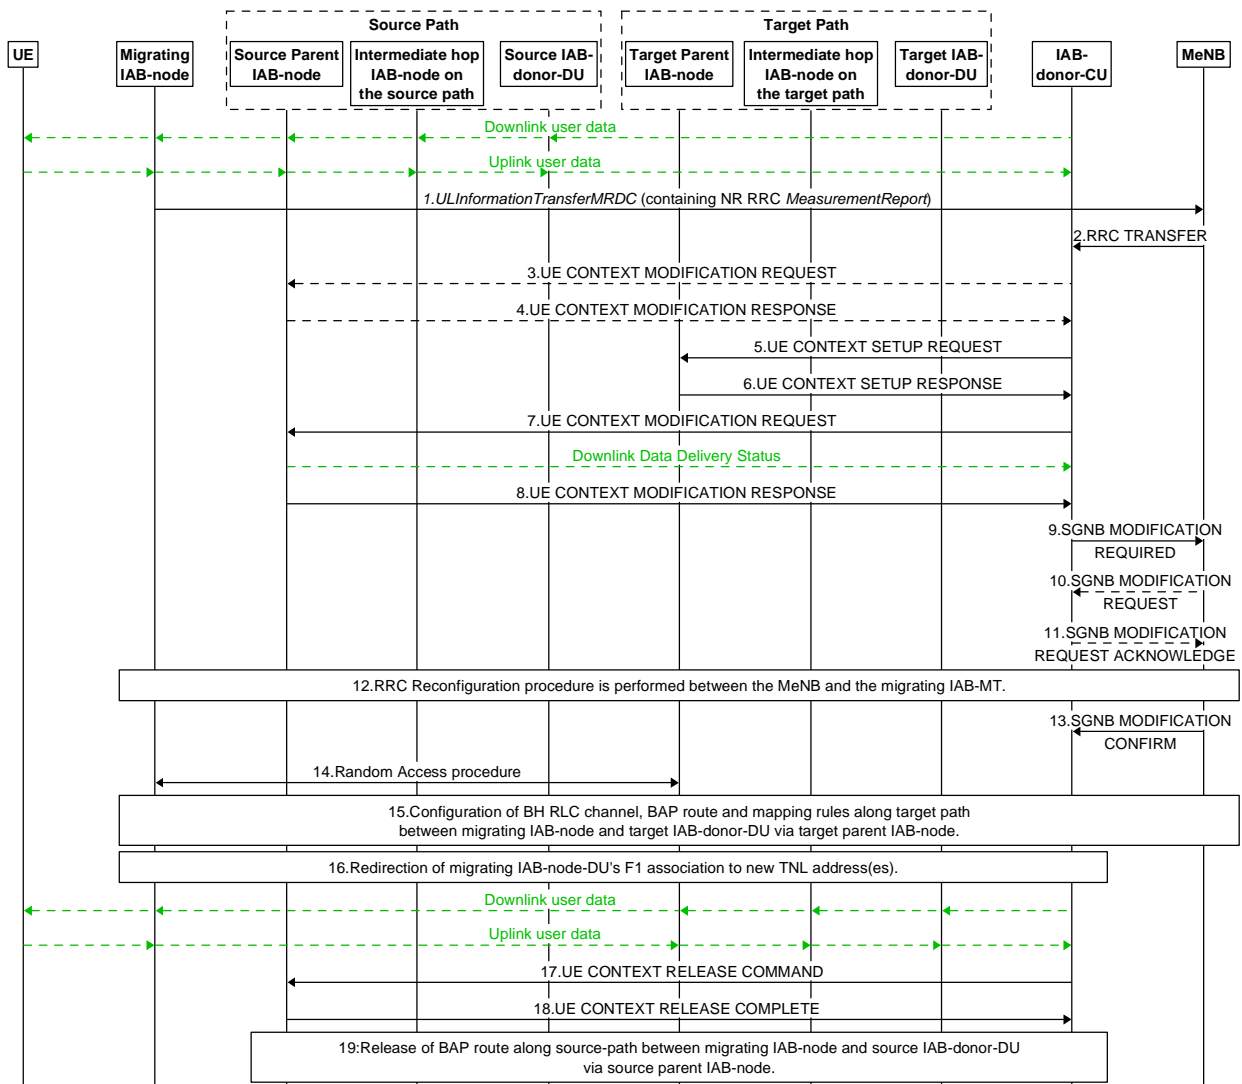 Source Path
Target Path
UE
Migrating
IAB-node
Source Parent
IAB-node
Intermediate hop
IAB-node on
the source path
Source IAB-
donor-DU
Target Parent
IAB-node
Intermediate hop
IAB-node on
the target path
Target IAB-
donor-DU
IAB-
donor-CU
MeNB
Downlink user data
Uplink user data
1.ULInformationTransferMRDC (containing NR RRC MeasurementReport)
2.RRC TRANSFER
3.UE CONTEXT MODIFICATION REQUEST
4.UE CONTEXT MODIFICATION RESPONSE
5.UE CONTEXT SETUP REQUEST
6.UE CONTEXT SETUP RESPONSE
7.UE CONTEXT MODIFICATION REQUEST
Downlink Data Delivery Status
8.UE CONTEXT MODIFICATION RESPONSE
9.SGNB MODIFICATION
REQUIRED
10.SGNB MODIFICATION
REQUEST
11.SGNB MODIFICATION
REQUEST ACKNOWLEDGE
12.RRC Reconfiguration procedure is performed between the MeNB and the migrating IAB-MT.
13.SGNB MODIFICATION
CONFIRM
14.Random Access procedure
15.Configuration of BH RLC channel, BAP route and mapping rules along target path
between migrating IAB-node and target IAB-donor-DU via target parent IAB-node.
16.Redirection of migrating IAB-node-DU's F1 association to new TNL address(es).
Downlink user data
Uplink user data
17.UE CONTEXT RELEASE COMMAND
18.UE CONTEXT RELEASE COMPLETE
19:Release of BAP route along source-path between migrating IAB-node and source IAB-donor-DU
via source parent IAB-node.